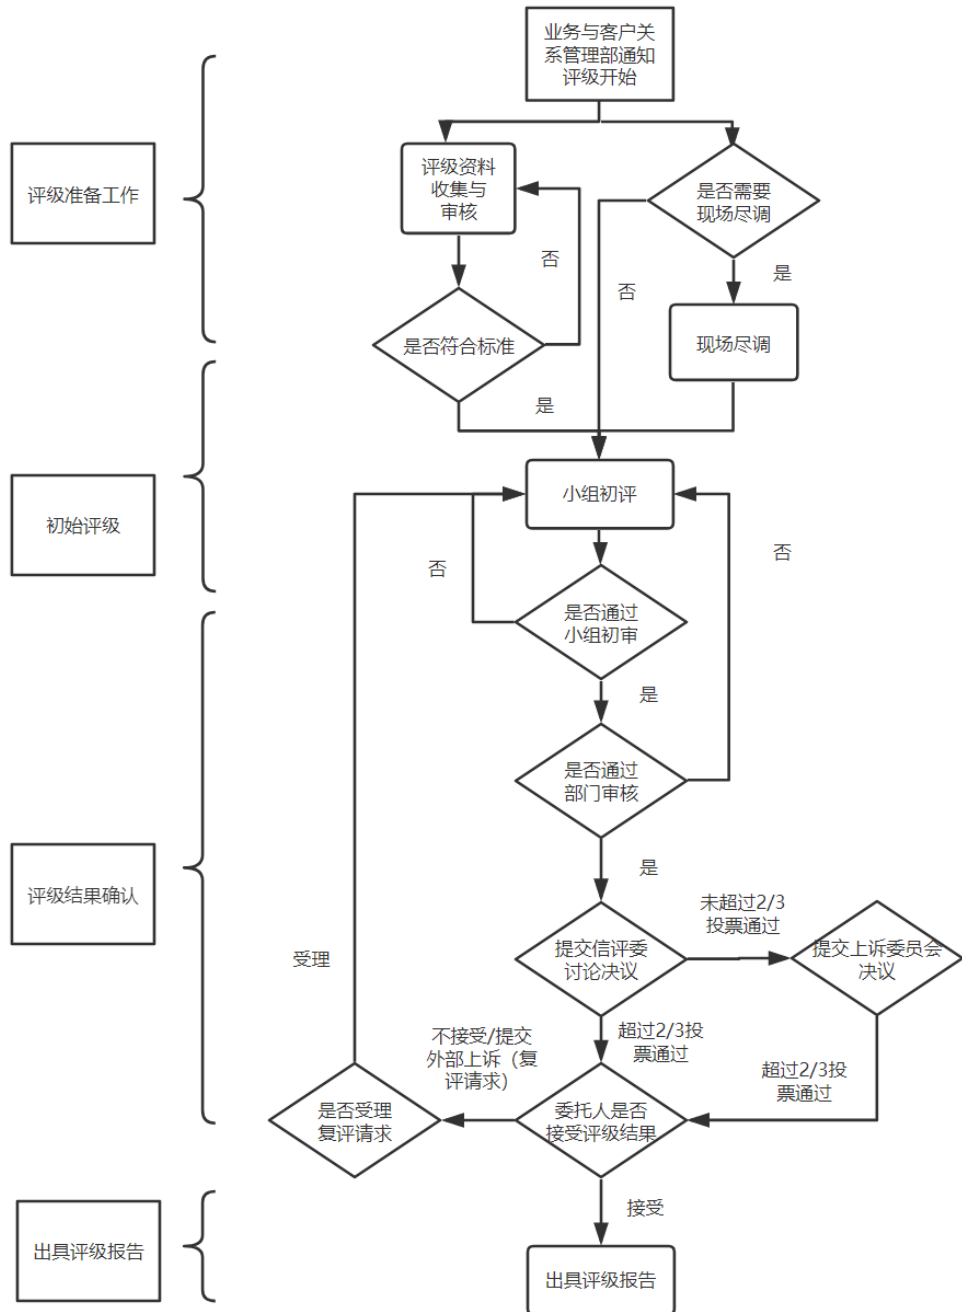 业务与客户关
系管理部通知
评级开始
评级准备工作
评级资料
收集与
审核
是否需要
现场尽调
否
是
否
是否符合标准
现场尽调
是
初始评级
小组初评
否
否
是否通过
小组初审
是
是否通过
部门审核
是
评级结果确认
未超过2/3
投票通过
提交信评委
讨论决议
提交上诉委员会
决议
受理
不接受/提交
外部上诉（复
评请求）
超过2/3投
票通过
超过2/3投
票通过
是否受理
复评请求
委托人是否
接受评级结果
接受
出具评级报告
出具评级报告